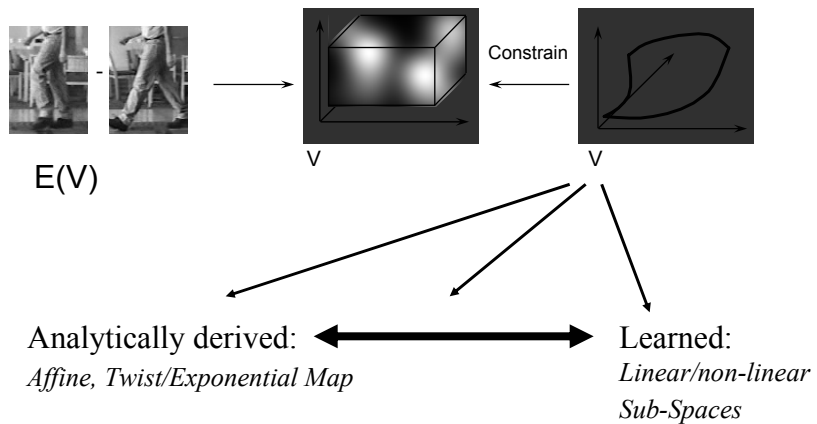 -
Constrain
V
V
E(V)
Analytically derived:
Affine, Twist/Exponential Map
Learned:
Linear/non-linear
Sub-Spaces